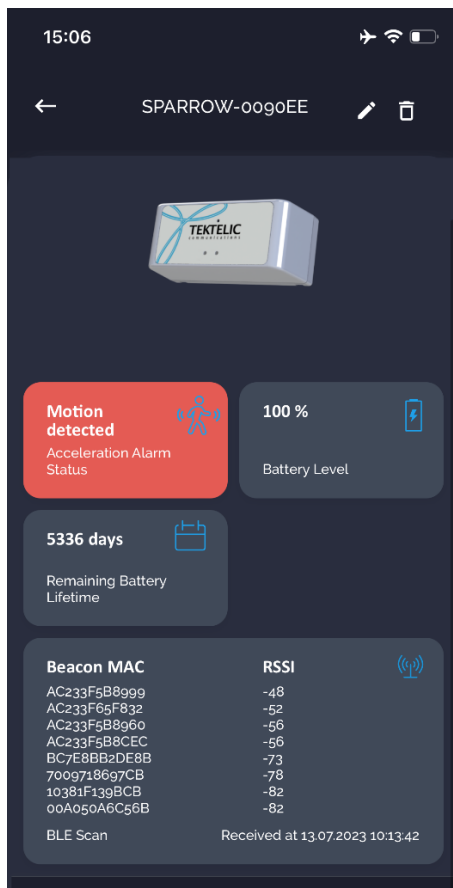 15:06
SPARROW-0090EE
TEKTELIC
communications
Motion
detected
Acceleration Alarm
Status
100 %
Battery Level
5336 days
Remaining Battery
Lifetime
Beacon MAC RSSI
AC233F5B8999 -48
AC233F65F832 -52
AC233F5B8960 -56
AC233F5B8CEC -56
BC7E8BB2DE8B -73
7009718697CB -78
10381F139BCB -82
00A050A6C56B -82
BLE Scan Received at 13.07.2023 10:13:42